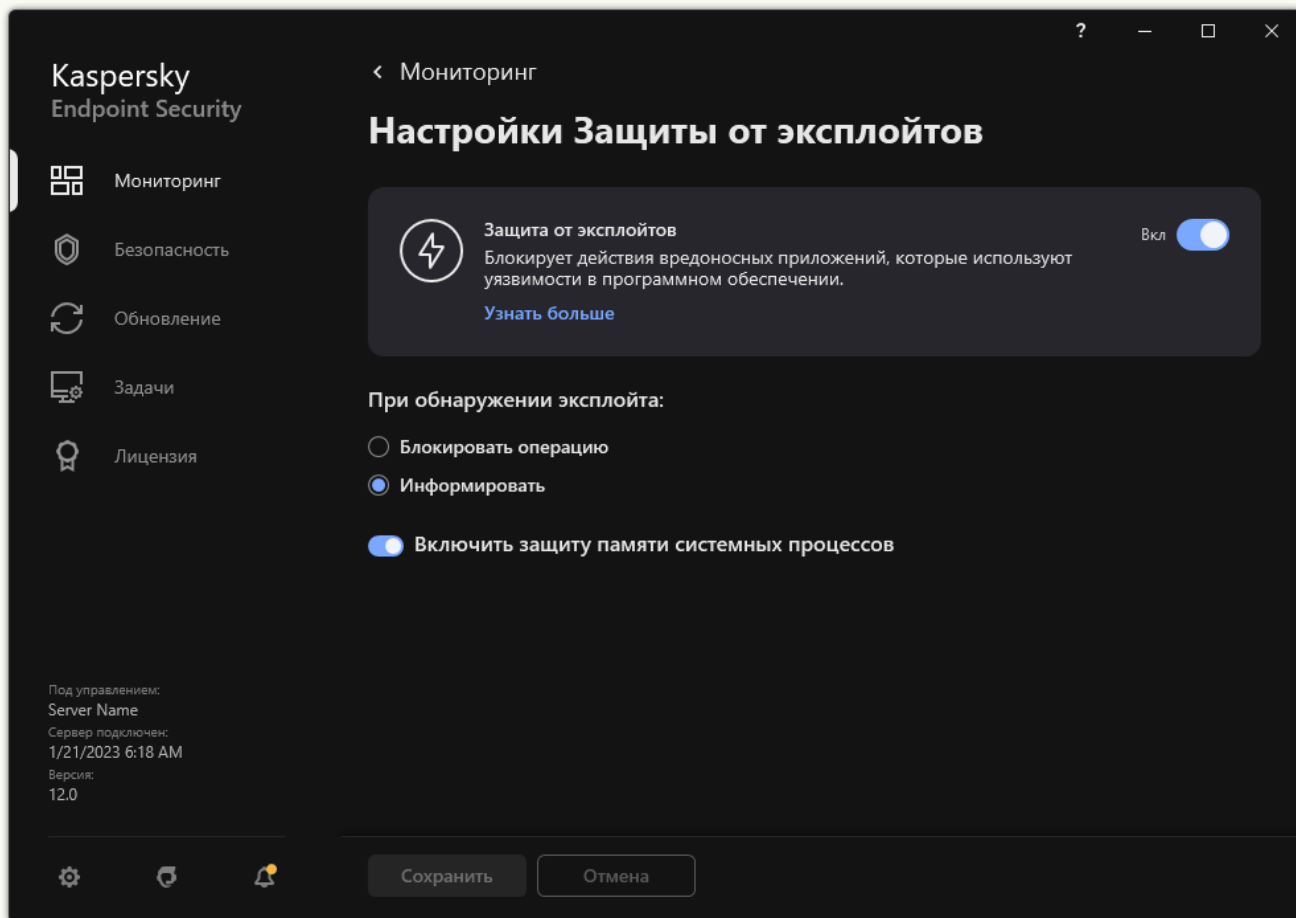 ?
Kaspersky
Endpoint Security
Мониторинг
Безопасность
Обновление
Задачи
Лицензия
Под управлением:
Server Name
Сервер подключен:
1/21/2023 6:18 AM
Версия:
12.0
Мониторинг
Настройки Защиты от эксплойтов
Защита от эксплойтов
Вкл
Блокирует действия вредоносных приложений, которые используют
уязвимости в программном обеспечении.
Узнать больше
При обнаружении эксплойта:
Блокировать операцию
Информировать
Включить защиту памяти системных процессов
Сохранить
Отмена